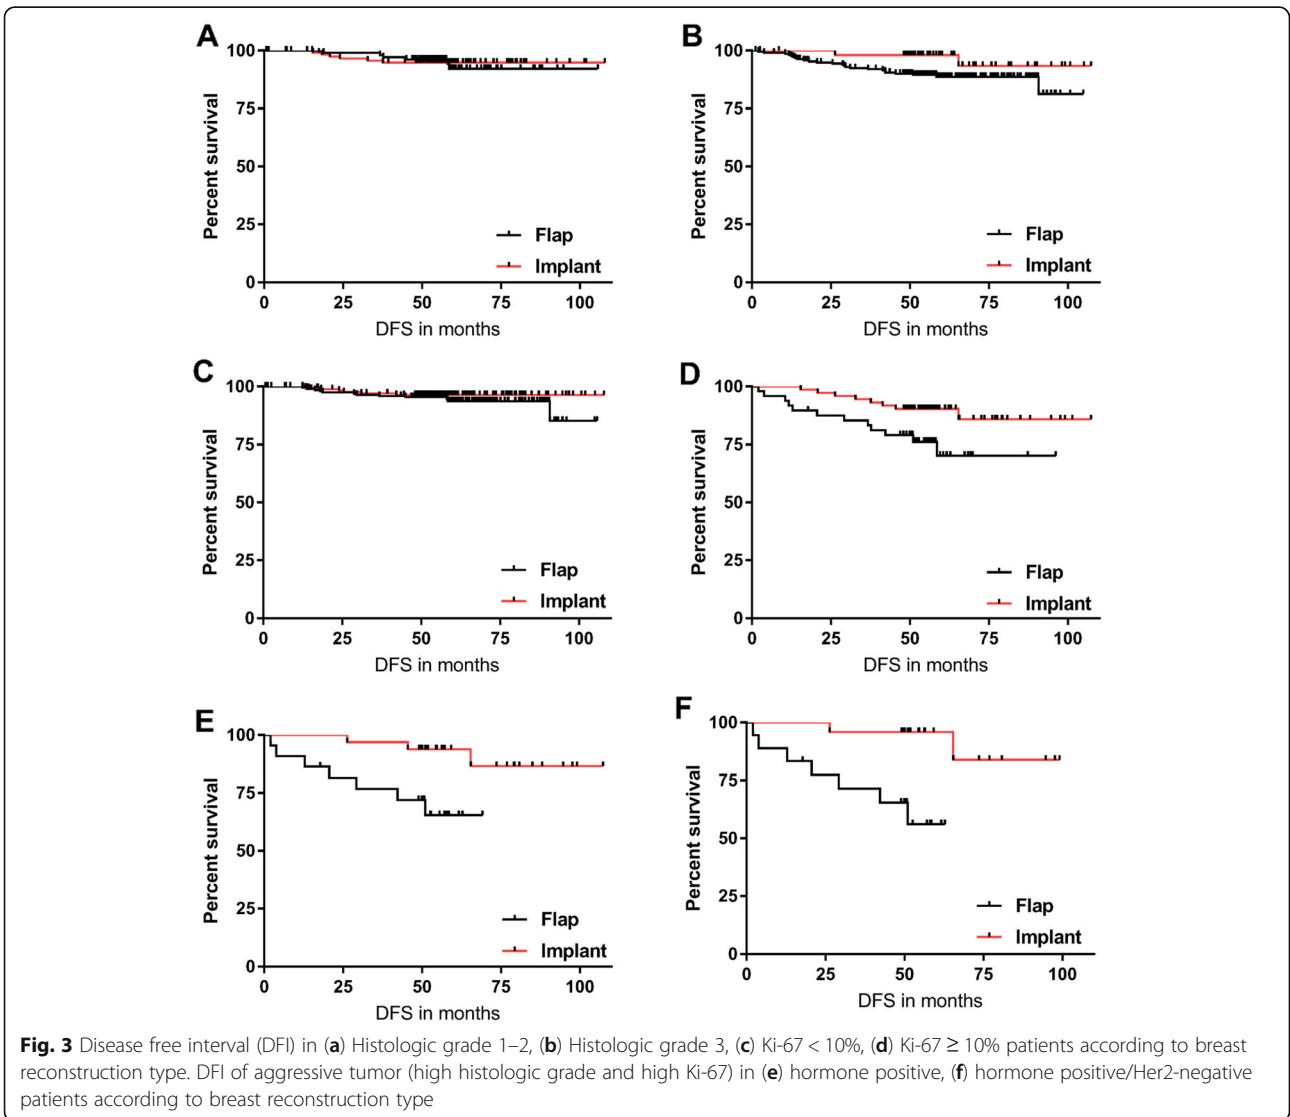 A
100
75
50
25
0
Percent survival
0 25 50 75 100
DFS in months
Flap
Implant
B
100
75
50
25
0
Percent survival
0 25 50 75 100
DFS in months
Flap
Implant
C
100
75
50
25
0
Percent survival
0 25 50 75 100
DFS in months
Flap
Implant
D
100
75
50
25
0
Percent survival
0 25 50 75 100
DFS in months
Flap
Implant
E
100
75
50
25
0
Percent survival
0 25 50 75 100
DFS in months
Flap
Implant
F
100
75
50
25
0
Percent survival
0 25 50 75 100
DFS in months
Flap
Implant
Fig. 3 Disease free interval (DFI) in (a) Histologic grade 1–2, (b) Histologic grade 3, (c) Ki-67 < 10%, (d) Ki-67 ≥ 10% patients according to breast
reconstruction type. DFI of aggressive tumor (high histologic grade and high Ki-67) in (e) hormone positive, (f) hormone positive/Her2-negative
patients according to breast reconstruction type